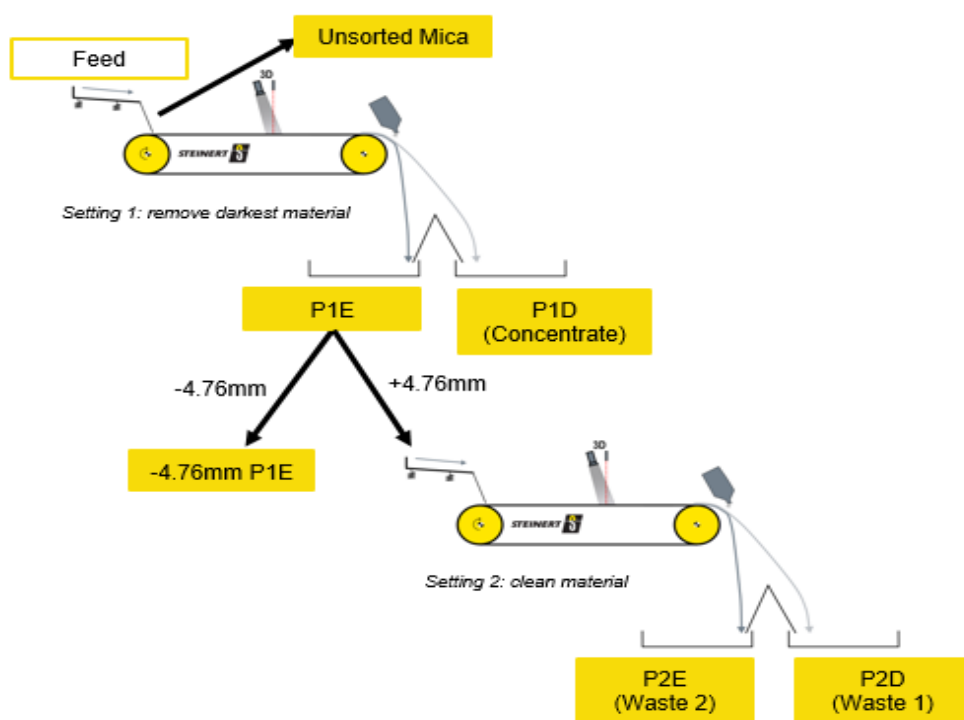 Unsorted Mica
Feed
3D
STEINERT
Setting 1: remove darkest material
P1E
P1D
(Concentrate)
-4.76mm
+4.76mm
-4.76mm P1E
3D
STEINERT
Setting 2: clean material
P2E
(Waste 2)
P2D
(Waste 1)